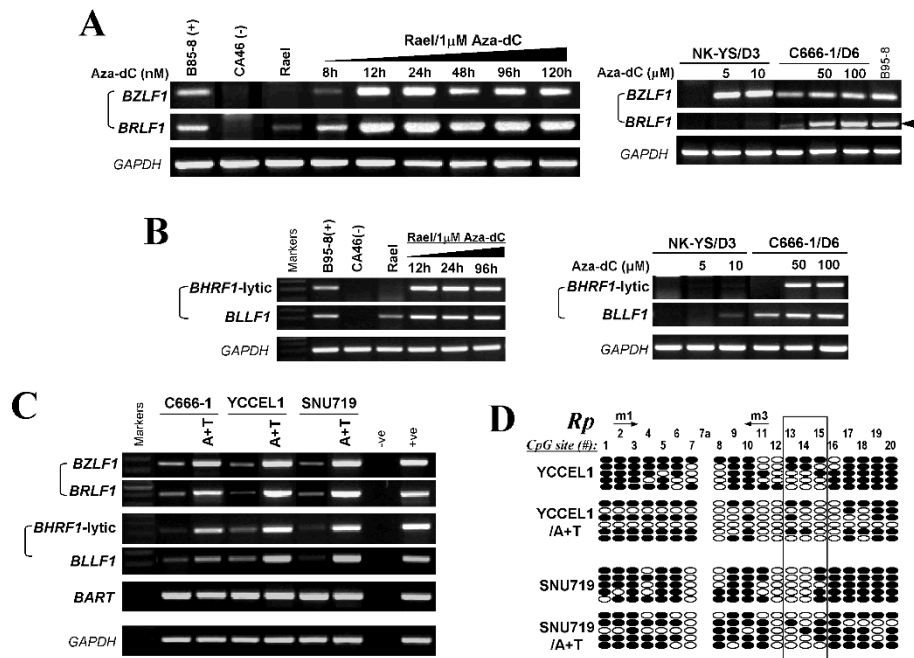 A
B85-8 (+)
CA46 (-)
Rael
Rael/1µM Aza-dC
Aza-dC (nM)
8h 12h 24h 48h 96h 120h
BZLF1
BRLF1
GAPDH
NK-YS/D3 C666-1/D6 B95-8
Aza-dC (µM) 5 10 50 100
BZLF1
BRLF1
GAPDH
B
Markers
B95-8(+)
CA46(-)
Rael
Rael/1µM Aza-dC
12h 24h 96h
BHRF1-lytic
BLLF1
GAPDH
NK-YS/D3 C666-1/D6
Aza-dC (µM) 5 10 50 100
BHRF1-lytic
BLLF1
GAPDH
C
Markers
C666-1 YCCEL1 SNU719
A+T A+T A+T -ve +ve
BZLF1
BRLF1
BHRF1-lytic
BLLF1
BART
GAPDH
D
Rp
m1 m3
2 4 6 7a 9 11 13 15 17 19
CpG site (#): 1 3 5 7 8 10 12 14 16 18 20
YCCEL1
YCCEL1
/A+T
SNU719
SNU719
/A+T